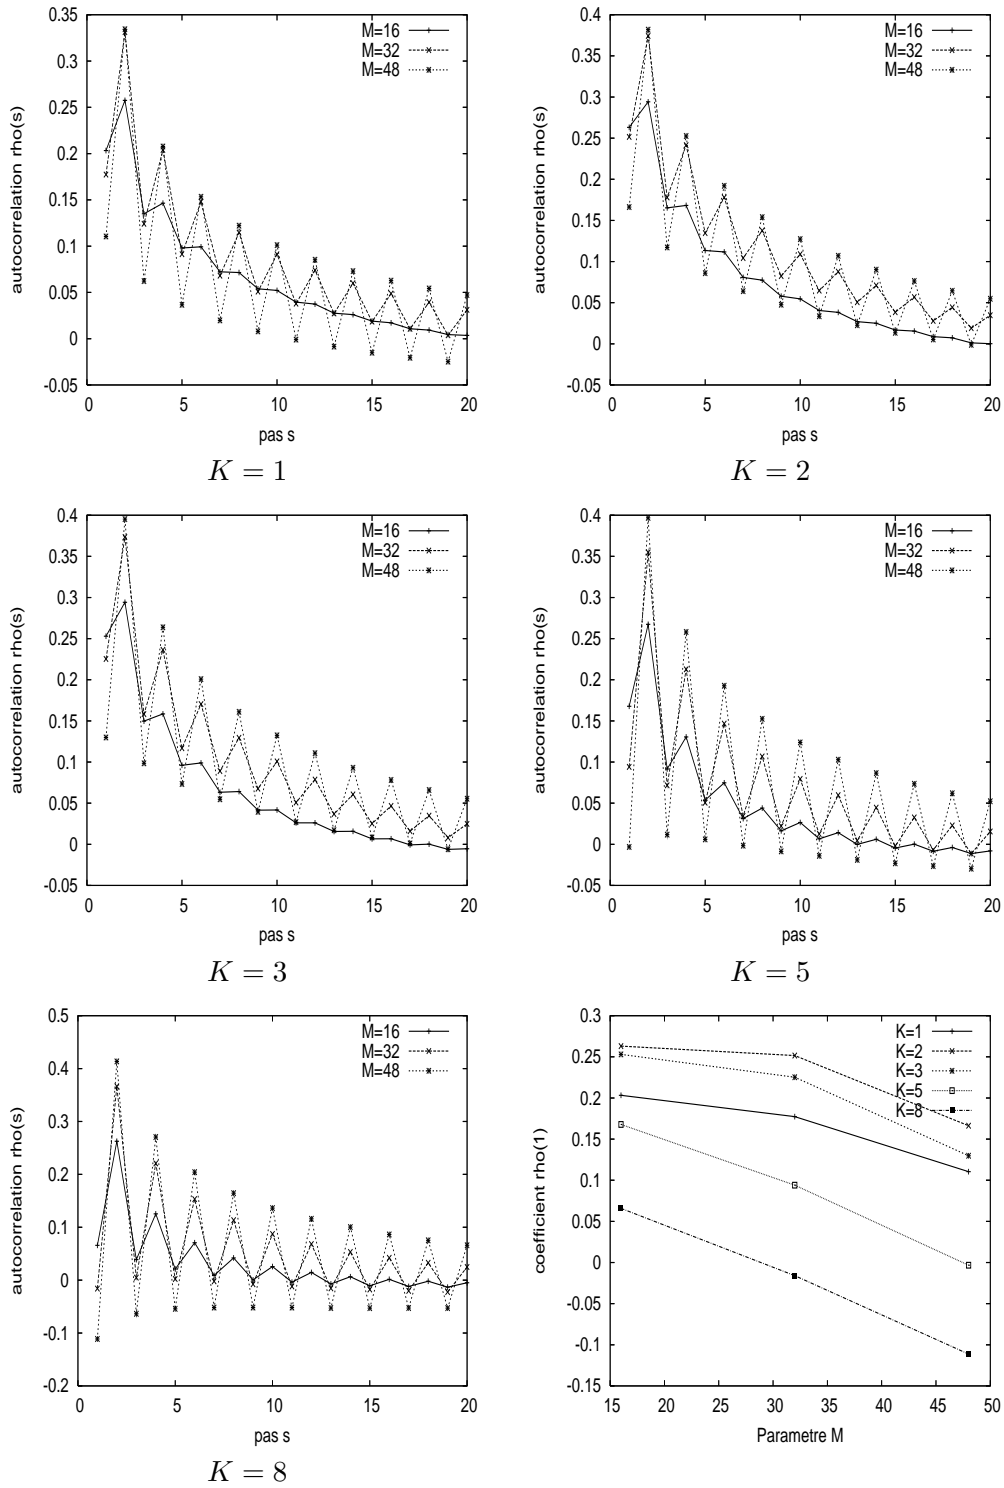 0.35
0.3
0.25
0.2
0.15
0.1
0.05
0
-0.05
0
5
10
15
20
autocorrelation rho(s)
pas s
M=16
M=32
M=48
K = 1
0.4
0.35
0.3
0.25
0.2
0.15
0.1
0.05
0
-0.05
0
5
10
15
20
autocorrelation rho(s)
pas s
M=16
M=32
M=48
K = 2
0.4
0.35
0.3
0.25
0.2
0.15
0.1
0.05
0
-0.05
0
5
10
15
20
autocorrelation rho(s)
pas s
M=16
M=32
M=48
K = 3
0.4
0.35
0.3
0.25
0.2
0.15
0.1
0.05
0
-0.05
0
5
10
15
20
autocorrelation rho(s)
pas s
M=16
M=32
M=48
K = 5
0.5
0.4
0.3
0.2
0.1
0
-0.1
-0.2
0
5
10
15
20
autocorrelation rho(s)
pas s
M=16
M=32
M=48
K = 8
0.3
0.25
0.2
0.15
0.1
0.05
0
-0.05
-0.1
-0.15
15
20
25
30
35
40
45
50
coefficient rho(1)
Parametre M
K=1
K=2
K=3
K=5
K=8